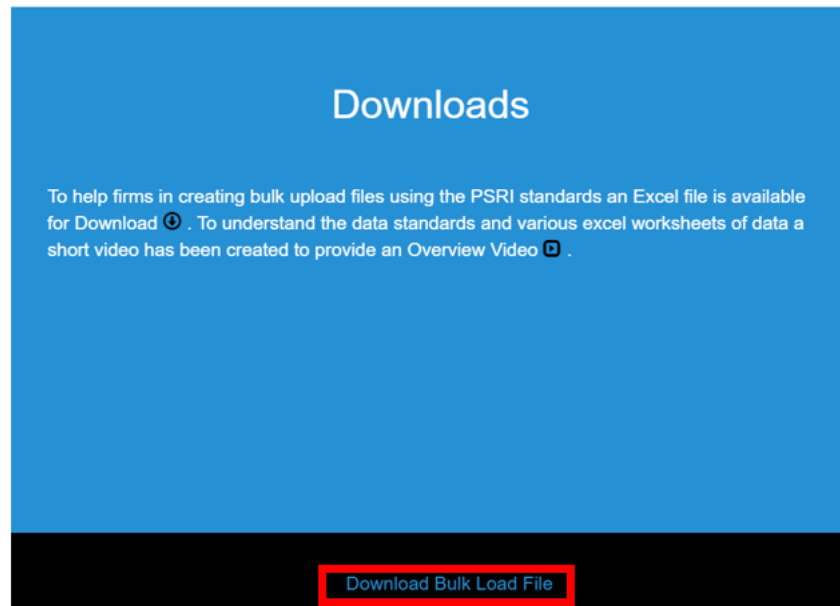 Downloads
To help firms in creating bulk upload files using the PSRI standards an Excel file is available
for Download . To understand the data standards and various excel worksheets of data a
short video has been created to provide an Overview Video .
Download Bulk Load File